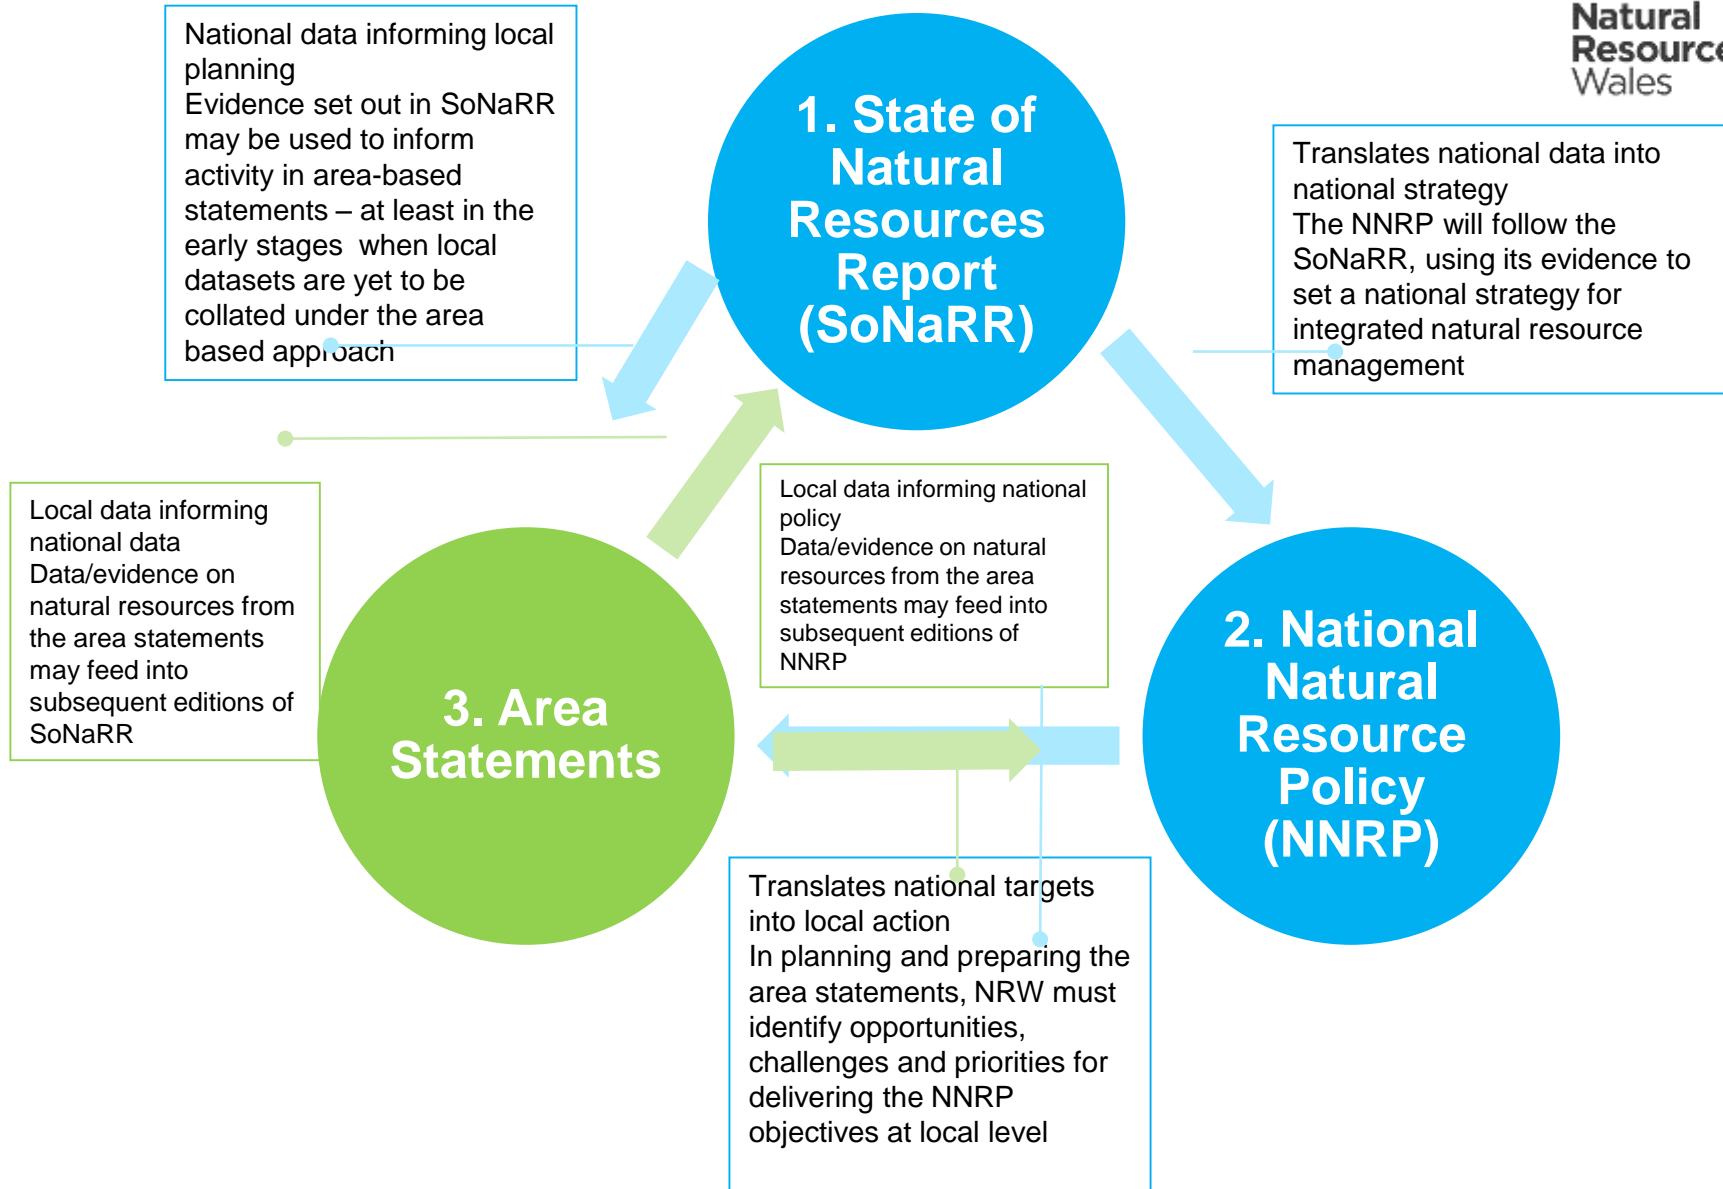 National data informing local
planning
Evidence set out in SoNaRR
may be used to inform
activity in area-based
statements – at least in the
early stages  when local
datasets are yet to be
collated under the area
based approach
1. State of
Natural
Resources
Report
(SoNaRR)
Natural
Resource
Wales
Translates national data into
national strategy
The NNRP will follow the
SoNaRR, using its evidence to
set a national strategy for
integrated natural resource
management
Local data informing
national data
Data/evidence on
natural resources from
the area statements
may feed into
subsequent editions of
SoNaRR
Local data informing national
policy
Data/evidence on natural
resources from the area
statements may feed into
subsequent editions of
NNRP
3. Area
Statements
2. National
Natural
Resource
Policy
(NNRP)
Translates national targets
into local action
In planning and preparing the
area statements, NRW must
identify opportunities,
challenges and priorities for
delivering the NNRP
objectives at local level